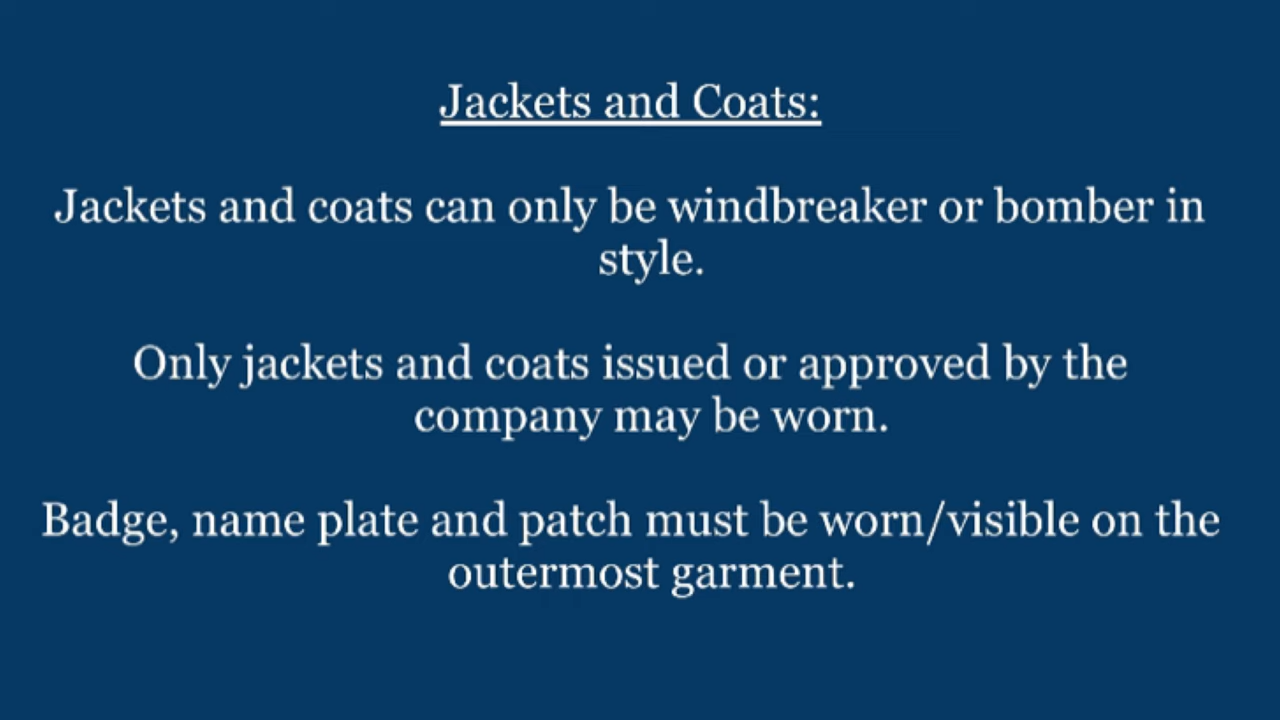 Jackets and Coats:
Jackets and coats can only be windbreaker or bomber in
style.
Only jackets and coats issued or approved by the
company may be worn.
Badge, name plate and patch must be worn/visible on the
outermost garment.